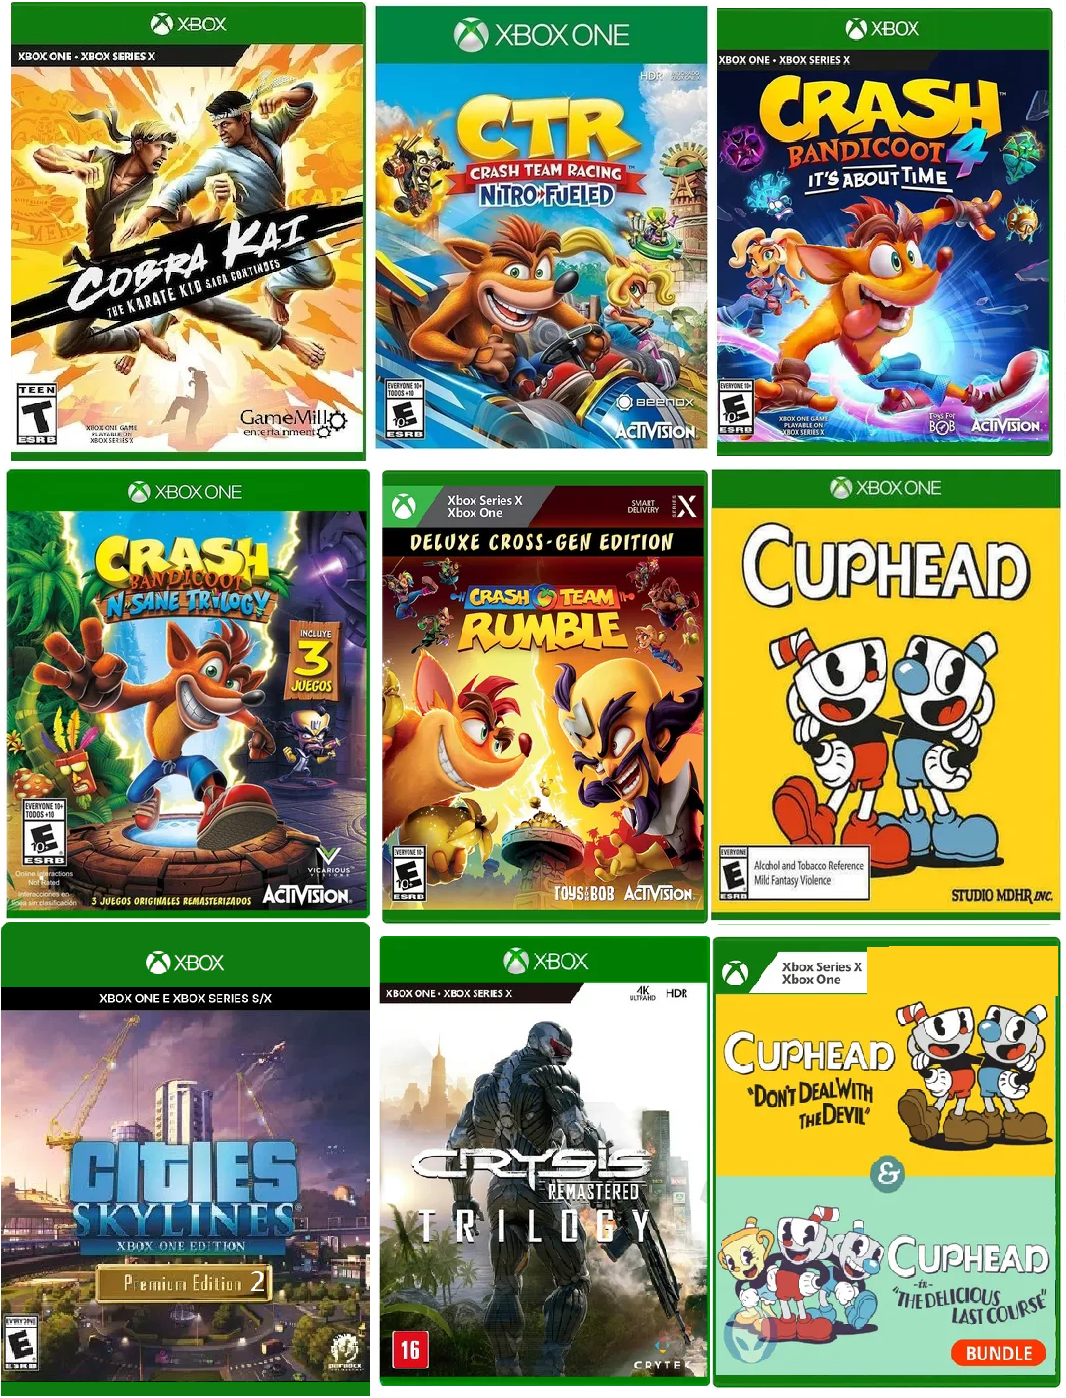 XBOX
XBOX ONE • XBOX SERIES X
COBRA KAI
THE KARATE KID SAGA CONTINUES
TEEN
T
ESRB
XBOX ONE GAME
PLAYABLE ON
XBOX SERIES X
GameMill
entertainment
XBOX ONE
HDR
CTR
CRASH TEAM RACING
NITRO-FUELED
EVERYONE 10+
TODOS +10
E
10+
ESRB
BEENOX
ACTIVISION
XBOX
XBOX ONE • XBOX SERIES X
CRASH
BANDICOOT 4
IT'S ABOUT TIME
EVERYONE 10+
E
10+
ESRB
XBOX ONE GAME
PLAYABLE ON
XBOX SERIES X
TOYS FOR
BOB
ACTIVISION
XBOX ONE
CRASH
BANDICOOT
N. SANE TRILOGY
INCLUYE
3
JUEGOS
EVERYONE 10+
TODOS +10
E
10+
ESRB
Online Interactions
Not Rated
Interacciones en
línea sin clasificación
3 JUEGOS ORIGINALES REMASTERIZADOS
VICARIOUS
VISIONS
ACTIVISION
Xbox Series X
Xbox One
SMART
DELIVERY
SERIES X
DELUXE CROSS-GEN EDITION
CRASH TEAM
RUMBLE
EVERYONE 10+
E
10+
ESRB
TOYS FOR BOB
ACTIVISION
XBOX ONE
CUPHEAD
EVERYONE
E
ESRB
Alcohol and Tobacco Reference
Mild Fantasy Violence
STUDIO MDHR INC.
XBOX
XBOX ONE E XBOX SERIES S/X
CITIES
SKYLINES
XBOX ONE EDITION
Premium Edition 2
EVERYONE
E
ESRB
paradox
XBOX
XBOX ONE • XBOX SERIES X
4K
ULTRA HD
HDR
CRYSIS
REMASTERED
TRILOGY
16
CRYTEK
Xbox Series X
Xbox One
CUPHEAD
"DON'T DEAL WITH
THE DEVIL"
&
CUPHEAD
-in-
"THE DELICIOUS
LAST COURSE"
BUNDLE